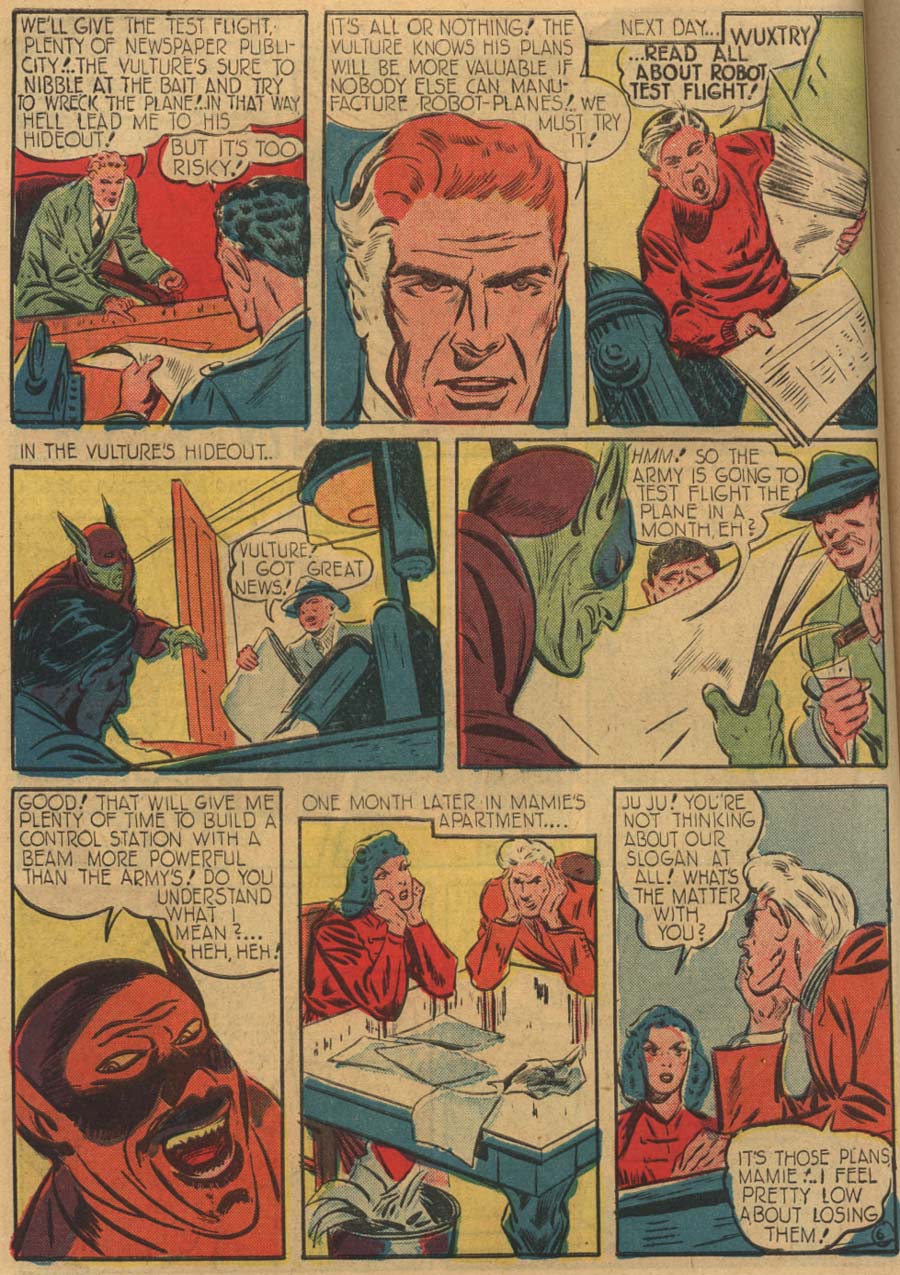 WE'LL GIVE THE TEST FLIGHT,
PLENTY OF NEWSPAPER PUBLI-
CITY!..THE VULTURE'S SURE TO
NIBBLE AT THE BAIT AND TRY
TO WRECK THE PLANE!..IN THAT WAY
HELL LEAD ME TO HIS
HIDEOUT!
BUT IT'S TOO
RISKY!
IT'S ALL OR NOTHING! THE
VULTURE KNOWS HIS PLANS
WILL BE MORE VALUABLE IF
NOBODY ELSE CAN MANU-
FACTURE ROBOT-PLANES!. WE
MUST TRY
IT!
NEXT DAY...
WUXTRY
...READ ALL
ABOUT ROBOT
TEST FLIGHT!
IN THE VULTURE'S HIDEOUT..
VULTURE!
I GOT GREAT
NEWS!
HMM! SO THE
ARMY IS GOING TO
TEST FLIGHT THE
PLANE IN A
MONTH, EH?
GOOD! THAT WILL GIVE ME
PLENTY OF TIME TO BUILD A
CONTROL STATION WITH A
BEAM MORE POWERFUL
THAN THE ARMY'S! DO YOU
UNDERSTAND
WHAT I
MEAN?...
HEH, HEH!
ONE MONTH LATER IN MAMIE'S
APARTMENT....
JU JU! YOU'RE
NOT THINKING
ABOUT OUR
SLOGAN AT
ALL! WHAT'S
THE MATTER
WITH
YOU?
IT'S THOSE PLANS
MAMIE!..I FEEL
PRETTY LOW
ABOUT LOSING
THEM!
6